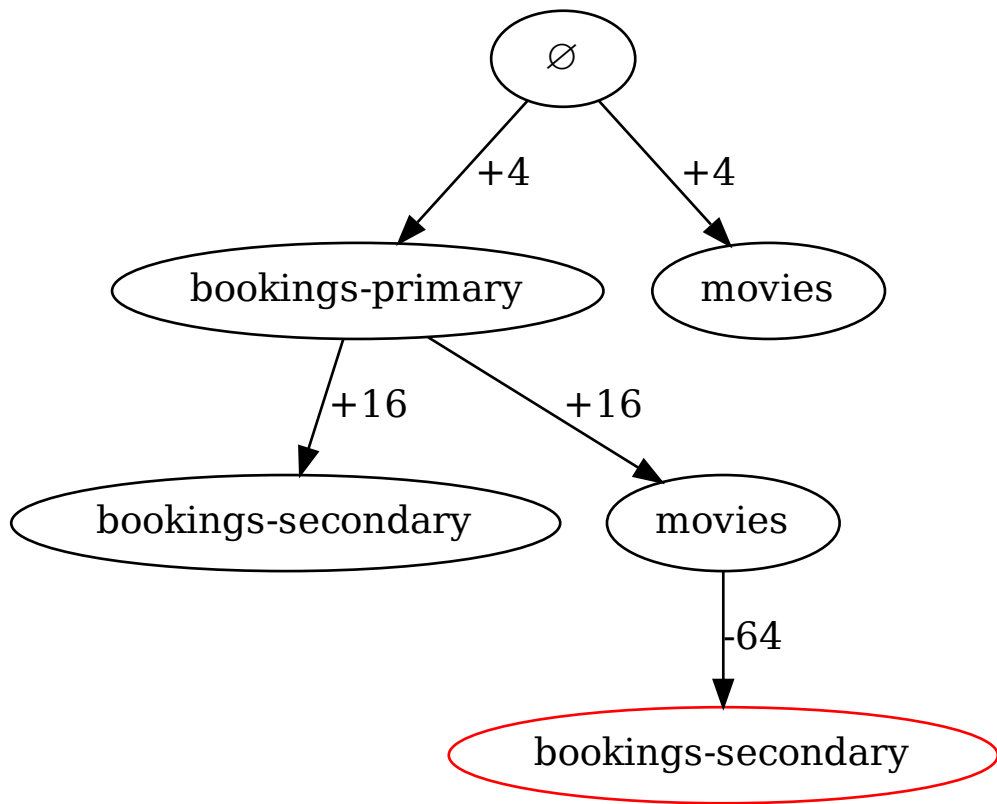 ∅
+4
+4
bookings-primary
movies
+16
+16
bookings-secondary
movies
-64
bookings-secondary